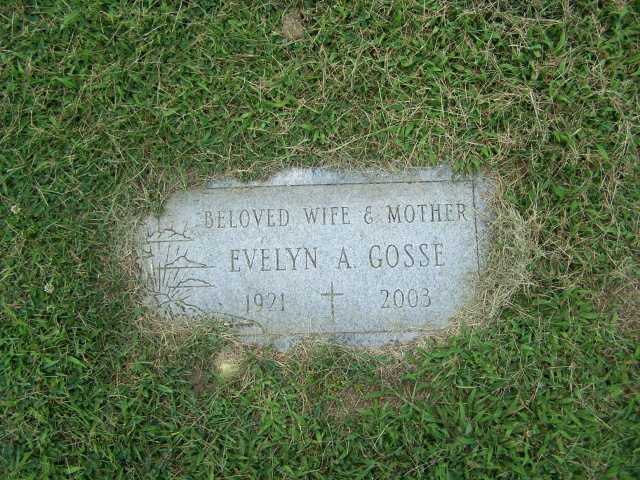 BELOVED WIFE & MOTHER
EVELYN A. GOSSE
1921 2003